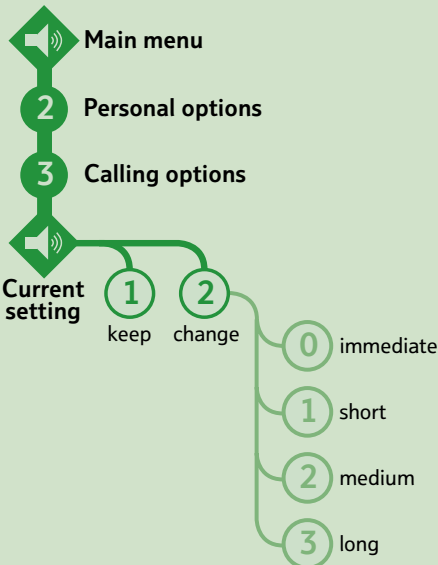 Main menu
2 Personal options
3 Calling options
Current
setting
1 2
keep change
0 immediate
1 short
2 medium
3 long